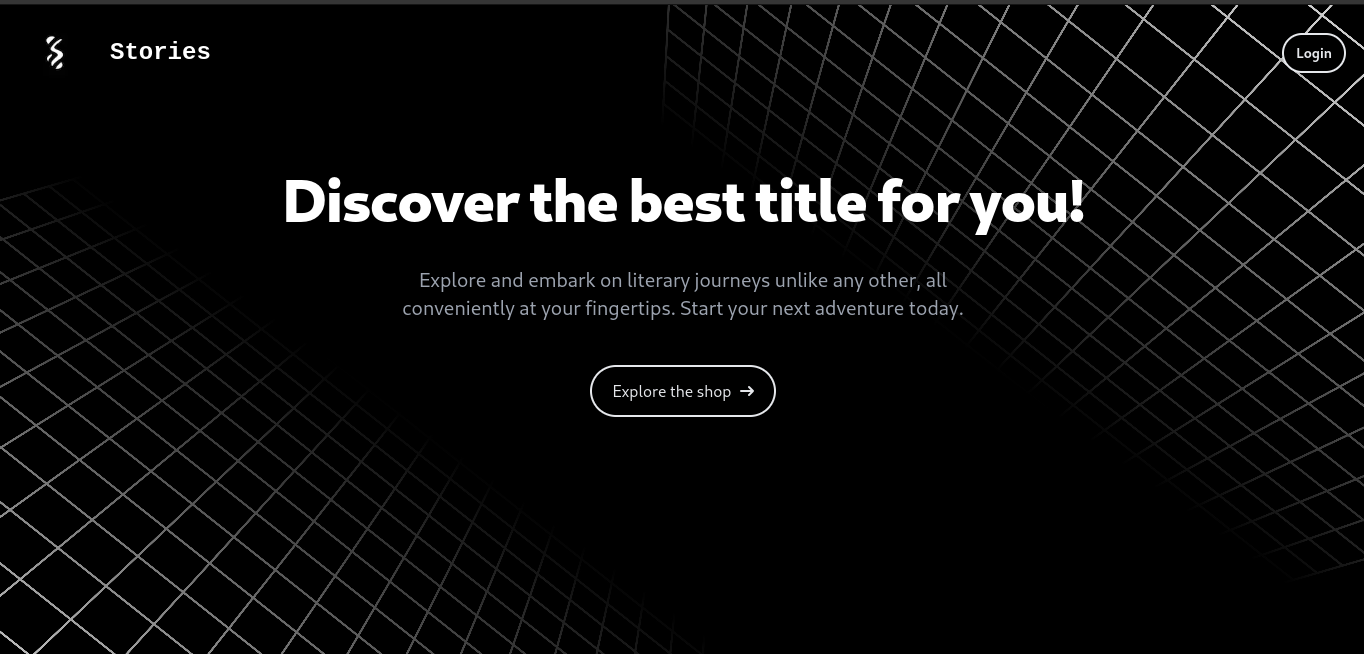 Stories
Login
Discover the best title for you!
Explore and embark on literary journeys unlike any other, all
conveniently at your fingertips. Start your next adventure today.
Explore the shop →